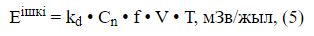 Eішкі = kd • Cn • f • V • T, мЗв/жыл, (5)